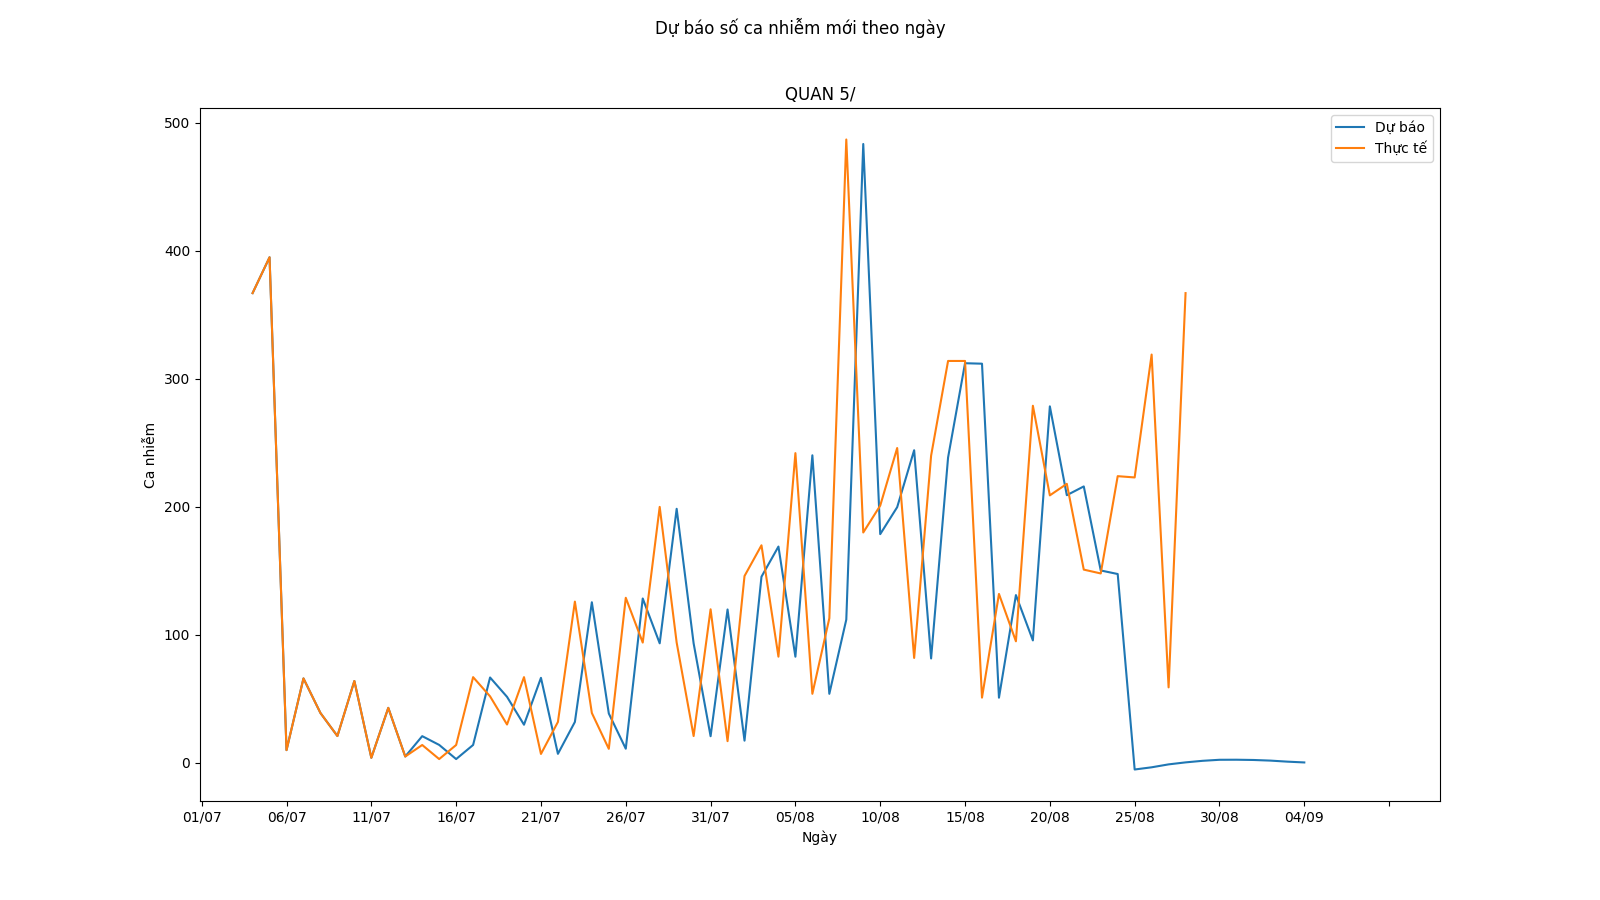 Dự báo số ca nhiễm mới theo ngày
QUAN 5/
Dự báo
Thực tế
500
400
300
200
100
0
Ca nhiễm
01/07 06/07 11/07 16/07 21/07 26/07 31/07 05/08 10/08 15/08 20/08 25/08 30/08 04/09
Ngày